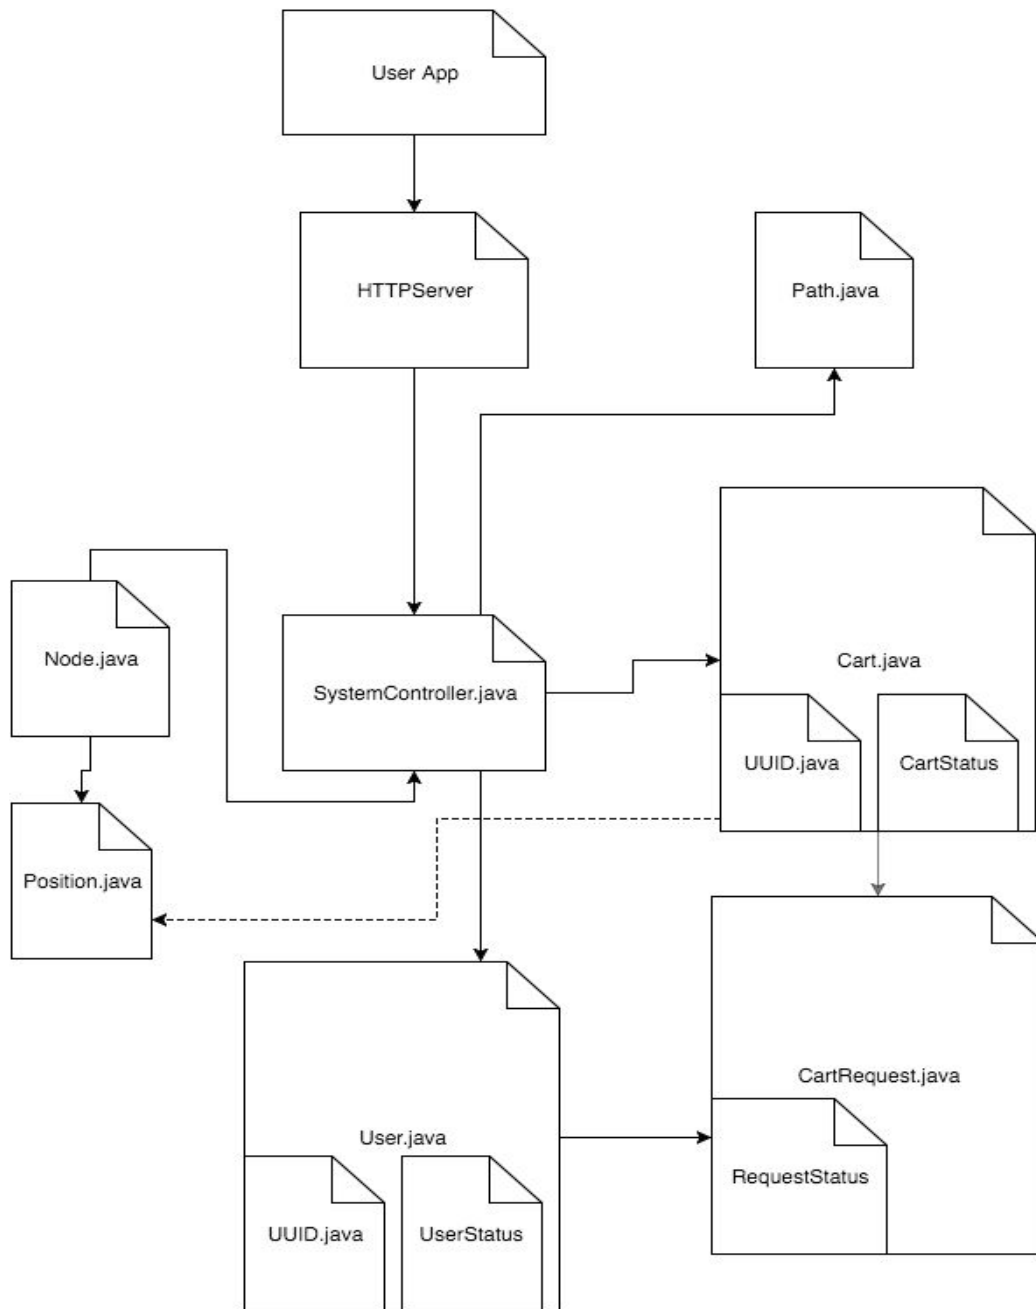 User App
HTTPServer
Path.java
Node.java
Cart.java
SystemController.java
UUID.java
CartStatus
Position.java
CartRequest.java
User.java
RequestStatus
UUID.java
UserStatus